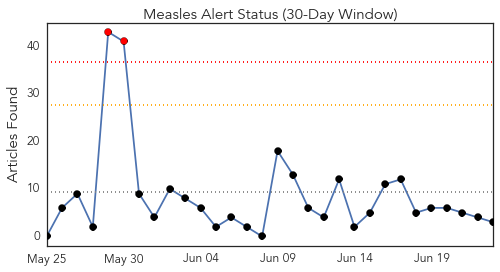 Measles Alert Status (30-Day Window)
Articles Found
40
30
20
10
0
May 25 May 30 Jun 04 Jun 09 Jun 14 Jun 19